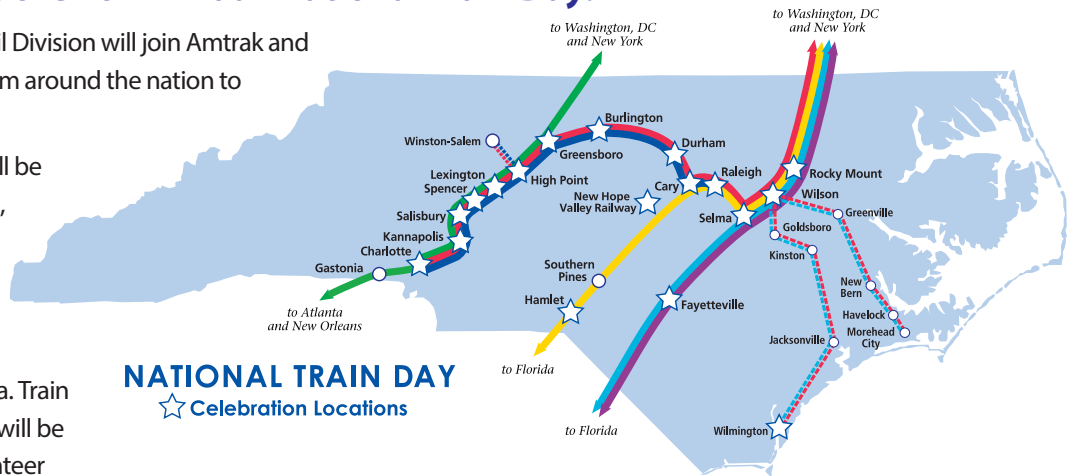 il Division will join Amtrak and
m around the nation to
ll be
,
a. Train
will be
teer
to Washington, DC
and New York
to Washington, DC
and New York
Burlington
Winston-Salem
Greensboro
Durham
Lexington
High Point
Raleigh
Rocky Mount
Spencer
Cary
Wilson
New Hope
Valley Railway
Salisbury
Selma
Greenville
Goldsboro
Kannapolis
Kinston
Charlotte
Gastonia
Southern
Pines
New
Bern
Hamlet
Fayetteville
Havelock
to Atlanta
and New Orleans
Morehead
City
Jacksonville
to Florida
NATIONAL TRAIN DAY
Celebration Locations
to Florida
Wilmington